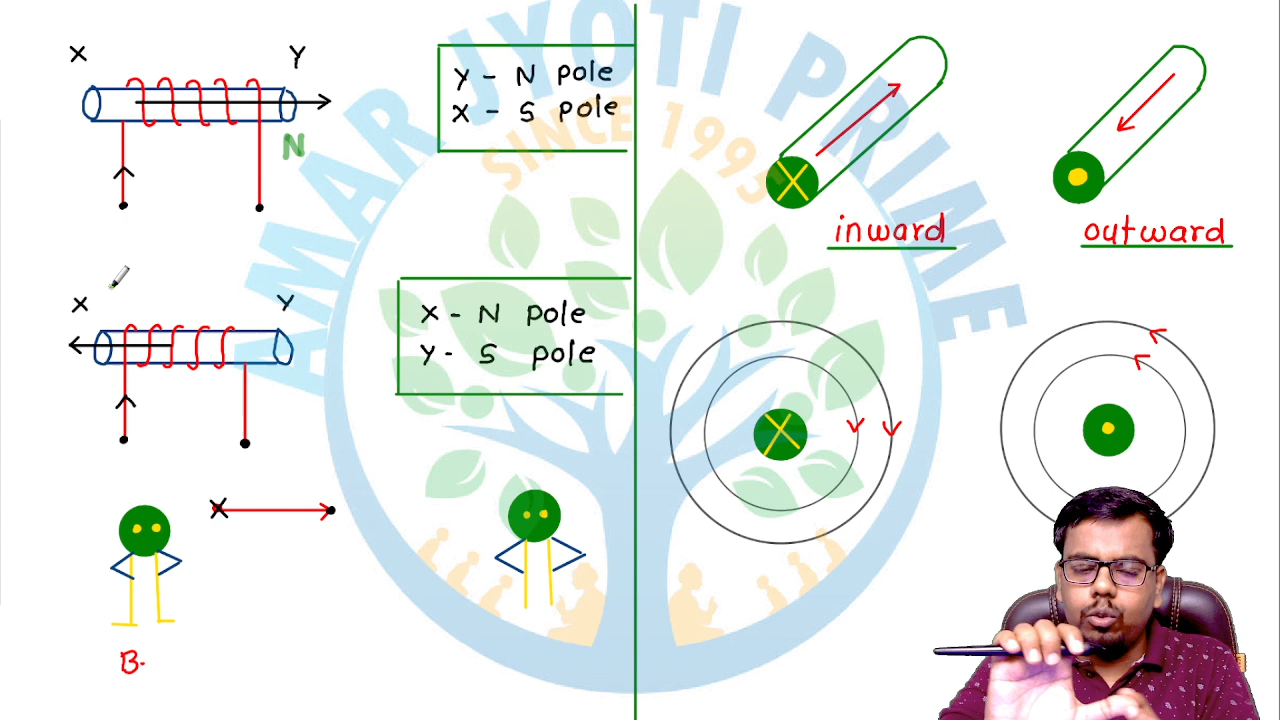 AMAR JYOTI PRIME
SINCE 1995
X Y
N
Y - N pole
X - S pole
inward
outward
X Y
X - N pole
Y - S pole
B.